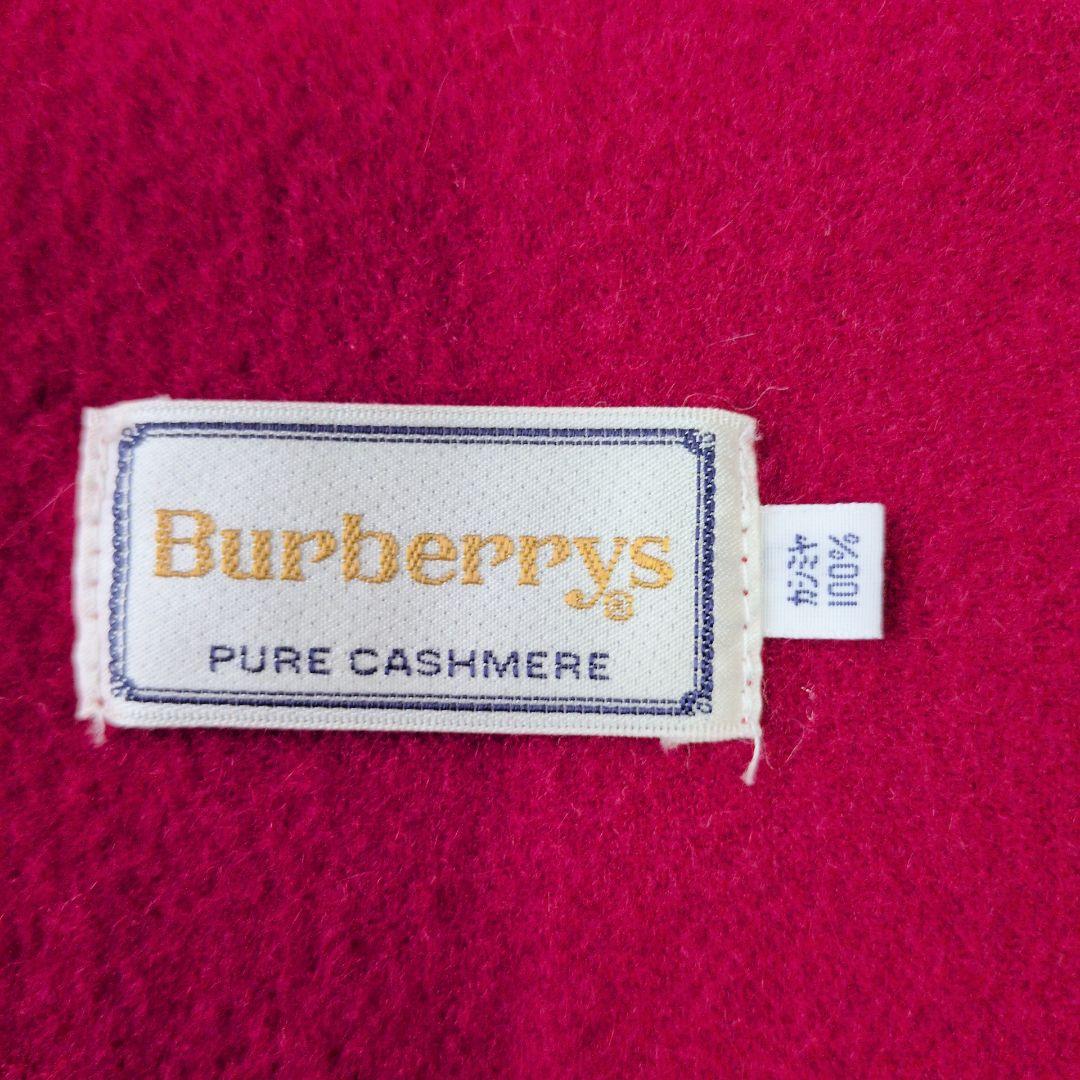 Burberrys®
PURE CASHMERE
カシミヤ
100%